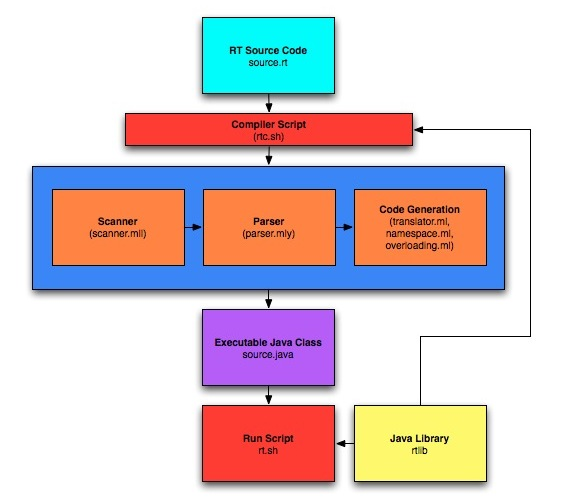 RT Source Code
source.rt
Compiler Script
(rtc.sh)
Scanner
(scanner.mll)
Parser
(parser.mly)
Code Generation
(translator.ml,
namespace.ml,
overloading.ml)
Executable Java Class
source.java
Run Script
rt.sh
Java Library
rtlib